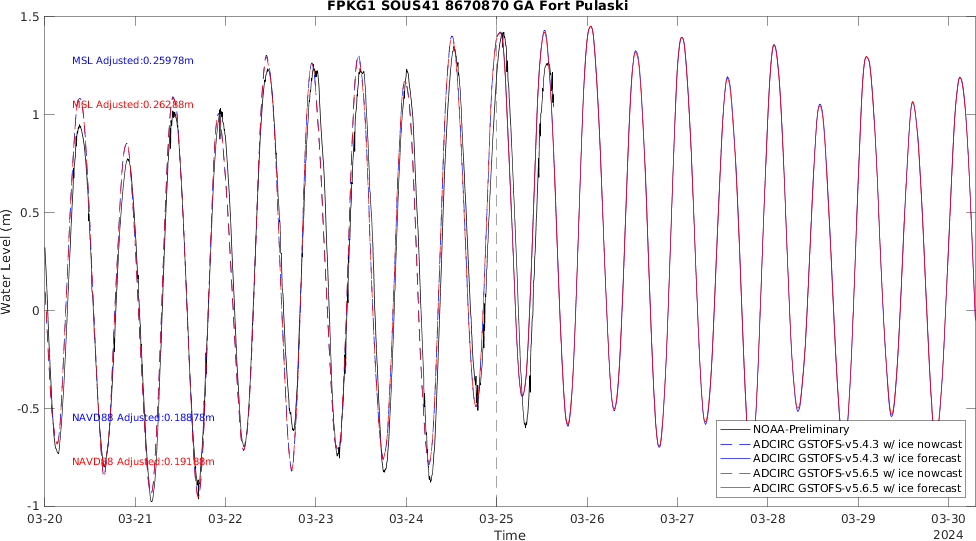 FPKG1 SOUS41 8670870 GA Fort Pulaski
1.5
MSL Adjusted:0.25978m
MSL Adjusted:0.26238m
1
0.5
Water Level (m)
0
-0.5
NAVD88 Adjusted:0.18878m
NAVD88 Adjusted:0.19138m
NOAA-Preliminary
ADCIRC GSTOFS-v5.4.3 w/ ice nowcast
ADCIRC GSTOFS-v5.4.3 w/ ice forecast
ADCIRC GSTOFS-v5.6.5 w/ ice nowcast
ADCIRC GSTOFS-v5.6.5 w/ ice forecast
-1
03-20 03-21 03-22 03-23 03-24 03-25 03-26 03-27 03-28 03-29 03-30
Time
2024